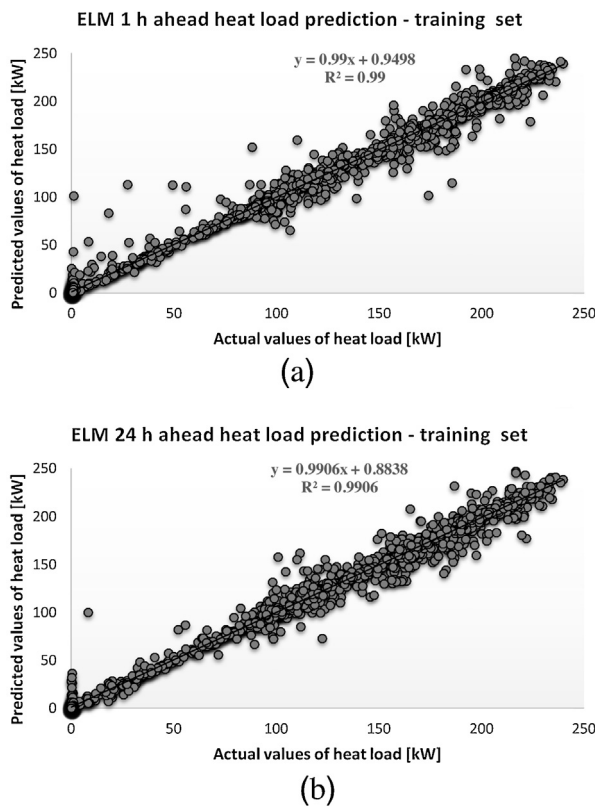 ELM 1 h ahead heat load prediction - training set
y = 0.99x + 0.9498
R² = 0.99
Predicted values of heat load [kW]
250
200
150
100
50
0
0 50 100 150 200 250
Actual values of heat load [kW]
(a)
ELM 24 h ahead heat load prediction - training set
y = 0.9906x + 0.8838
R² = 0.9906
Predicted values of heat load [kW]
250
200
150
100
50
0
0 50 100 150 200 250
Actual values of heat load [kW]
(b)